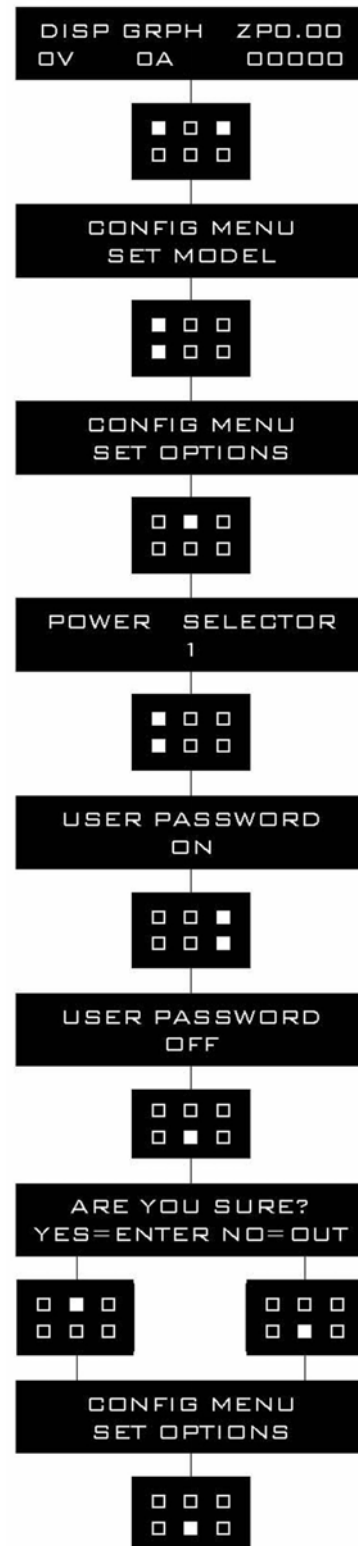 DISP GRPH ZP0.00
0V 0A 00000
CONFIG MENU
SET MODEL
CONFIG MENU
SET OPTIONS
POWER SELECTOR
1
USER PASSWORD
ON
USER PASSWORD
OFF
ARE YOU SURE?
YES=ENTER NO=OUT
CONFIG MENU
SET OPTIONS